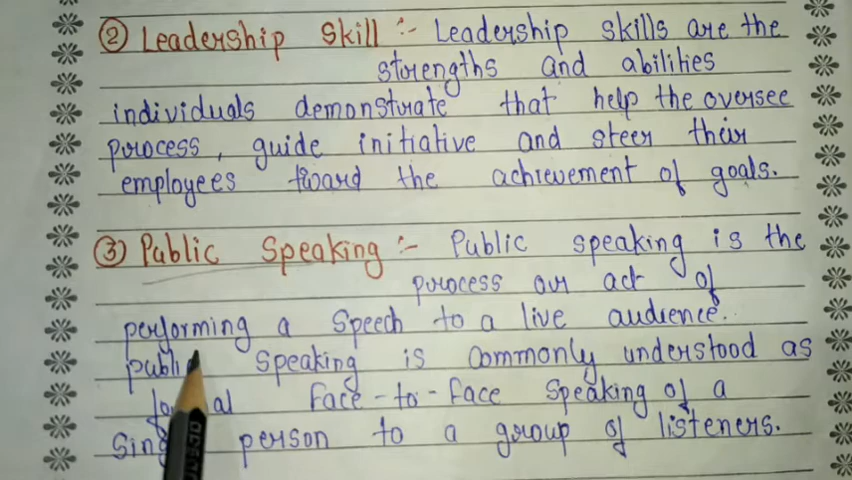 ② Leadership Skill :- Leadership skills are the
strengths and abilities
individuals demonstrate that help the oversee
process, guide initiative and steer their
employees toward the achievement of goals.
③ Public Speaking :- Public speaking is the
process or act of
performing a Speech to a live audience.
public Speaking is commonly understood as
Face-to-Face Speaking of a
person to a group of listeners.